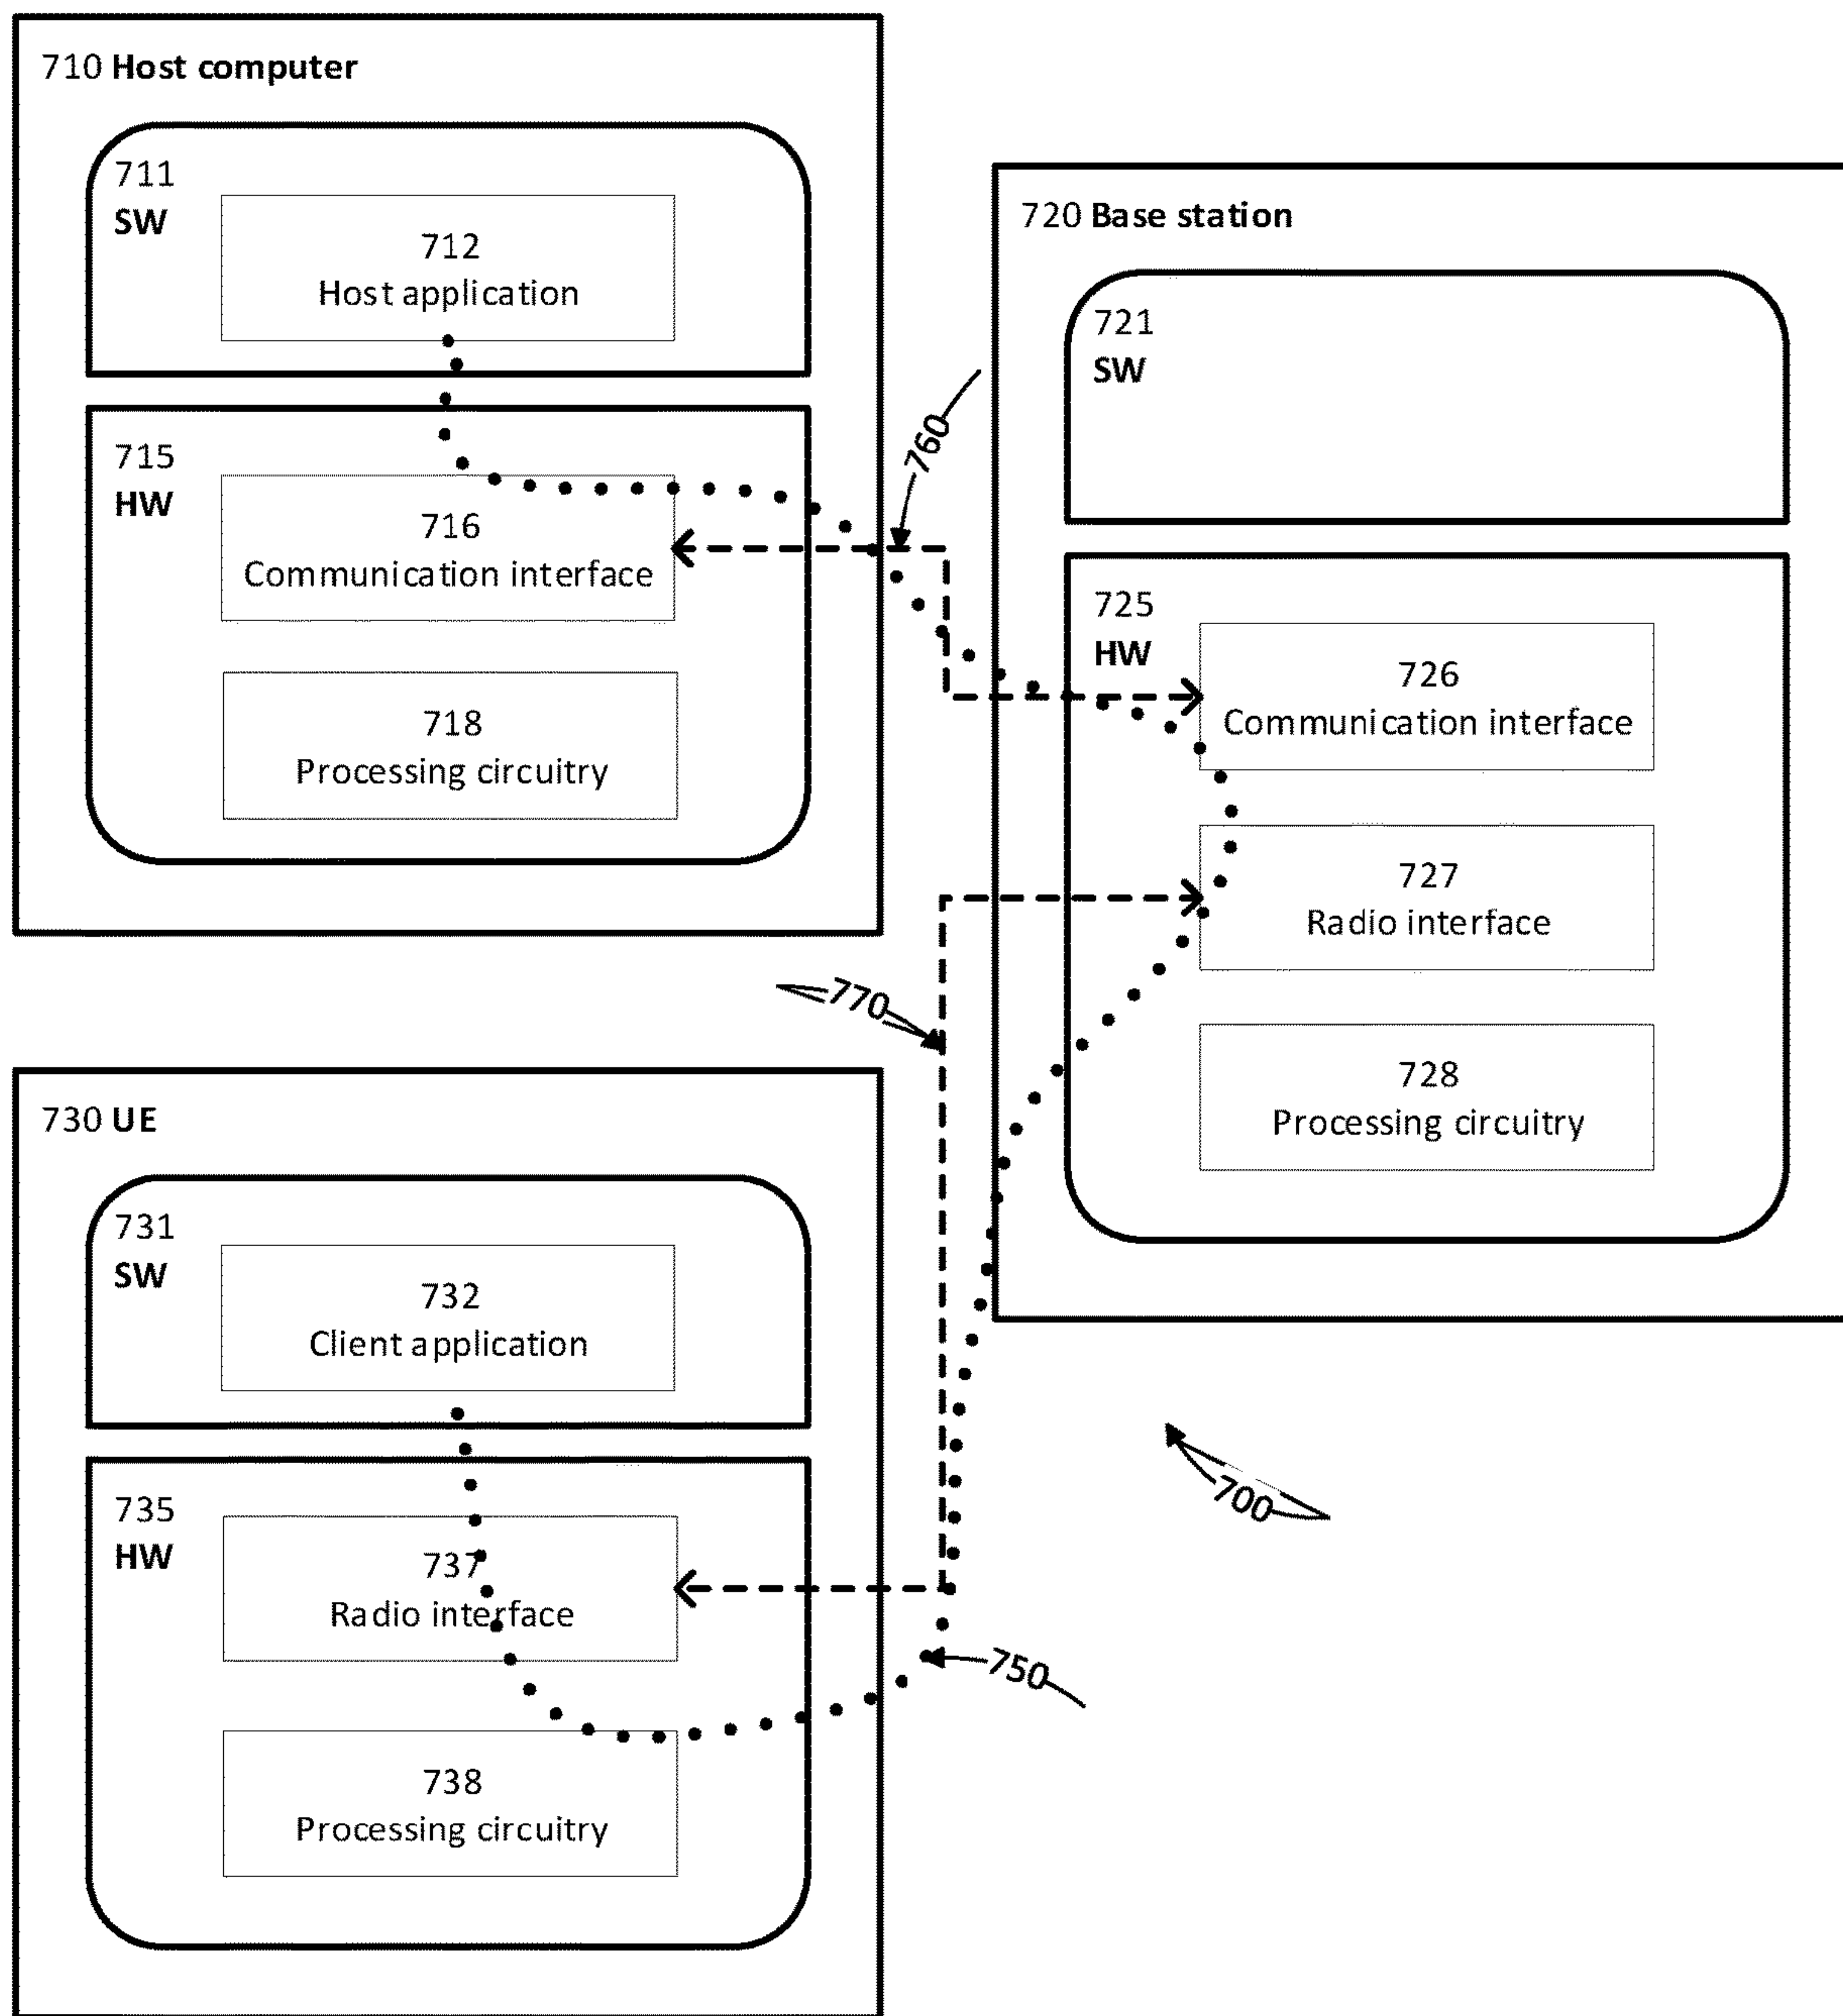 710 Host computer
711
SW
712
Host application
715
HW
716
Communication interface
718
Processing circuitry
720 Base station
721
SW
725
HW
726
Communication interface
727
Radio interface
728
Processing circuitry
760
770
730 UE
731
SW
732
Client application
735
HW
737
Radio interface
738
Processing circuitry
750
700